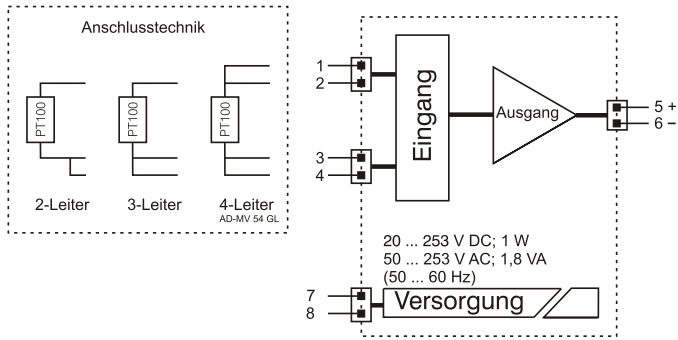 Anschlusstechnik
PT100
PT100
PT100
2-Leiter
3-Leiter
4-Leiter
AD-MV 54 GL
1
2
3
4
Eingang
Ausgang
5 +
6 –
20 ... 253 V DC; 1 W
50 ... 253 V AC; 1,8 VA
(50 ... 60 Hz)
7
8
Versorgung